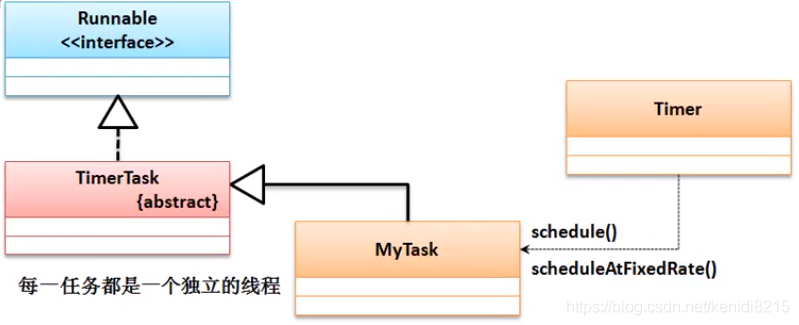 Runnable
<<interface>>
Timer
TimerTask
{abstract}
schedule()
MyTask
scheduleAtFixedRate()
每一任务都是一个独立的线程
https://blog.csdn.net/kenidi8215